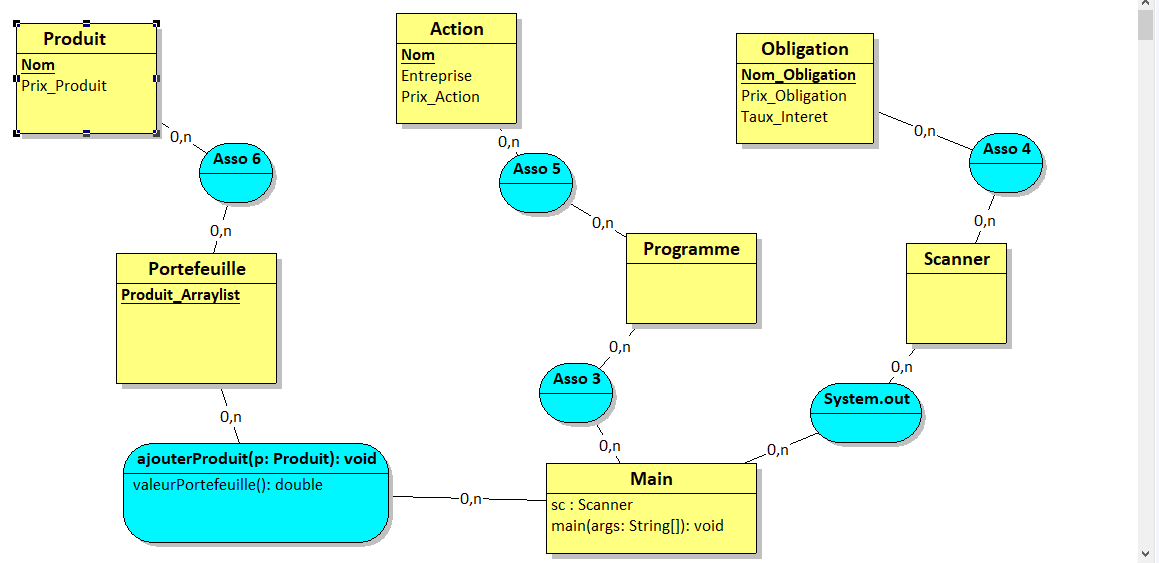 Produit
Nom
Prix_Produit
Action
Nom
Entreprise
Prix_Action
Obligation
Nom_Obligation
Prix_Obligation
Taux_Interet
0,n
0,n
0,n
Asso 6
Asso 5
Asso 4
0,n
0,n
0,n
Portefeuille
Produit_Arraylist
Programme
Scanner
0,n
0,n
Asso 3
System.out
0,n
0,n
0,n
ajouterProduit(p: Produit): void
valeurPortefeuille(): double
0,n
Main
sc : Scanner
main(args: String[]): void